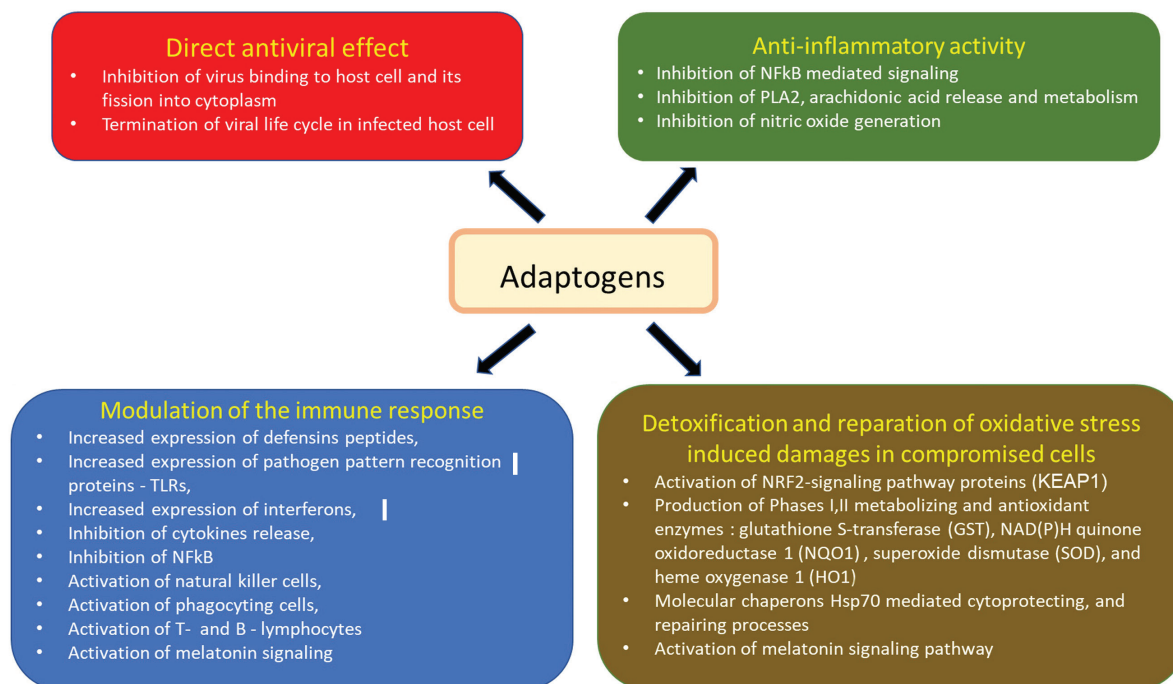 Direct antiviral effect
• Inhibition of virus binding to host cell and its
fission into cytoplasm
• Termination of viral life cycle in infected host cell
Anti-inflammatory activity
• Inhibition of NFkB mediated signaling
• Inhibition of PLA2, arachidonic acid release and metabolism
• Inhibition of nitric oxide generation
Adaptogens
Modulation of the immune response
• Increased expression of defensins peptides,
• Increased expression of pathogen pattern recognition
proteins - TLRs,
• Increased expression of interferons,
• Inhibition of cytokines release,
• Inhibition of NFkB
• Activation of natural killer cells,
• Activation of phagocyting cells,
• Activation of T- and B - lymphocytes
• Activation of melatonin signaling
Detoxification and reparation of oxidative stress
induced damages in compromised cells
• Activation of NRF2-signaling pathway proteins (KEAP1)
• Production of Phases I,II metabolizing and antioxidant
enzymes : glutathione S-transferase (GST), NAD(P)H quinone
oxidoreductase 1 (NQO1) , superoxide dismutase (SOD), and
heme oxygenase 1 (HO1)
• Molecular chaperons Hsp70 mediated cytoprotecting, and
repairing processes
• Activation of melatonin signaling pathway